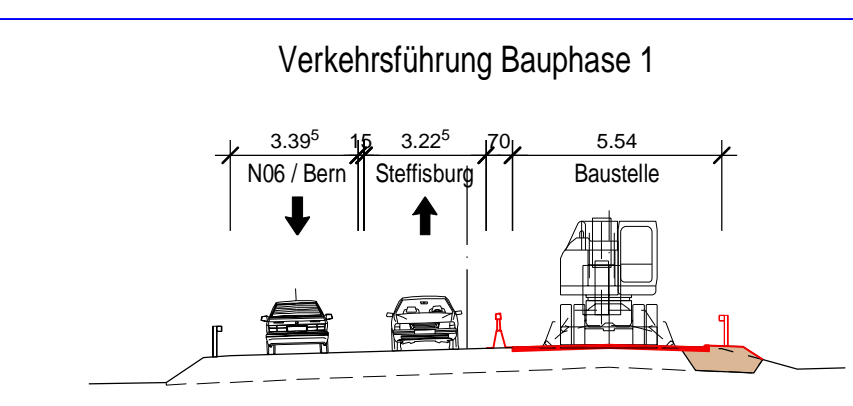 Verkehrsführung Bauphase 1
3.39⁵ 15 3.22⁵ 70 5.54
N06 / Bern Steffisburg Baustelle